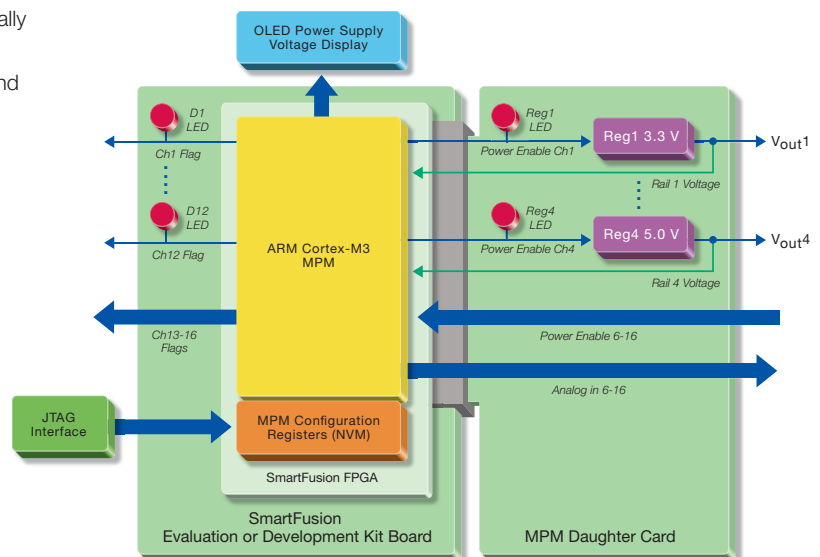 ally
nd
OLED Power Supply
Voltage Display
D1
LED
Ch1 Flag
D12
LED
Ch12 Flag
Ch13-16
Flags
ARM Cortex-M3
MPM
MPM Configuration
Registers (NVM)
SmartFusion FPGA
JTAG
Interface
SmartFusion
Evaluation or Development Kit Board
Reg1
LED
Power Enable Ch1
Reg1 3.3 V
Vout1
Rail 1 Voltage
Reg4
LED
Power Enable Ch4
Reg4 5.0 V
Vout4
Rail 4 Voltage
Power Enable 6-16
Analog in 6-16
MPM Daughter Card